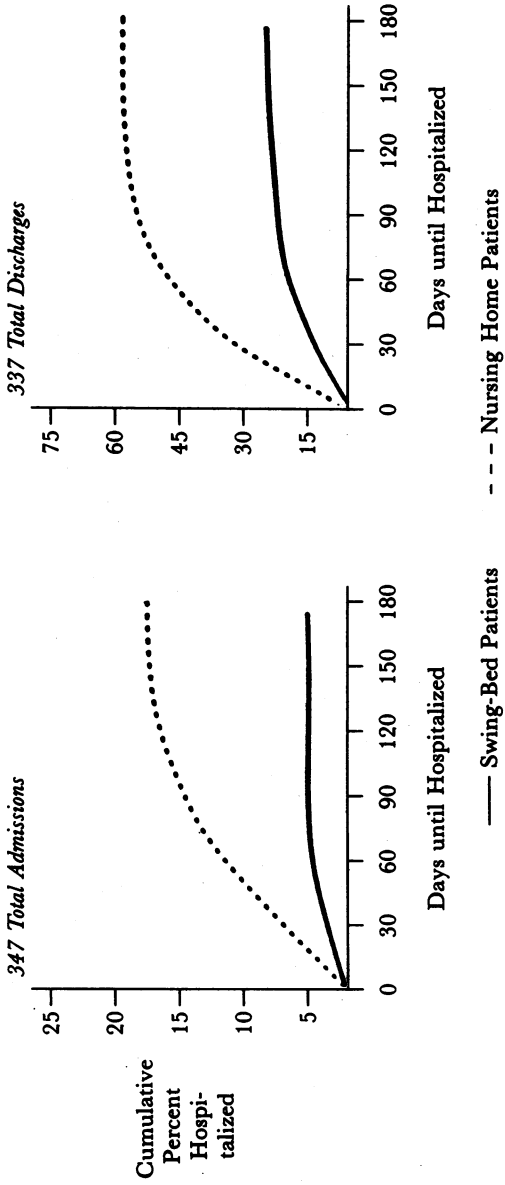 347 Total Admissions
Cumulative
Percent
Hospi-
talized
25
20
15
10
5
0 30 60 90 120 150 180
Days until Hospitalized
337 Total Discharges
75
60
45
30
15
0 30 60 90 120 150 180
Days until Hospitalized
Swing-Bed Patients
Nursing Home Patients